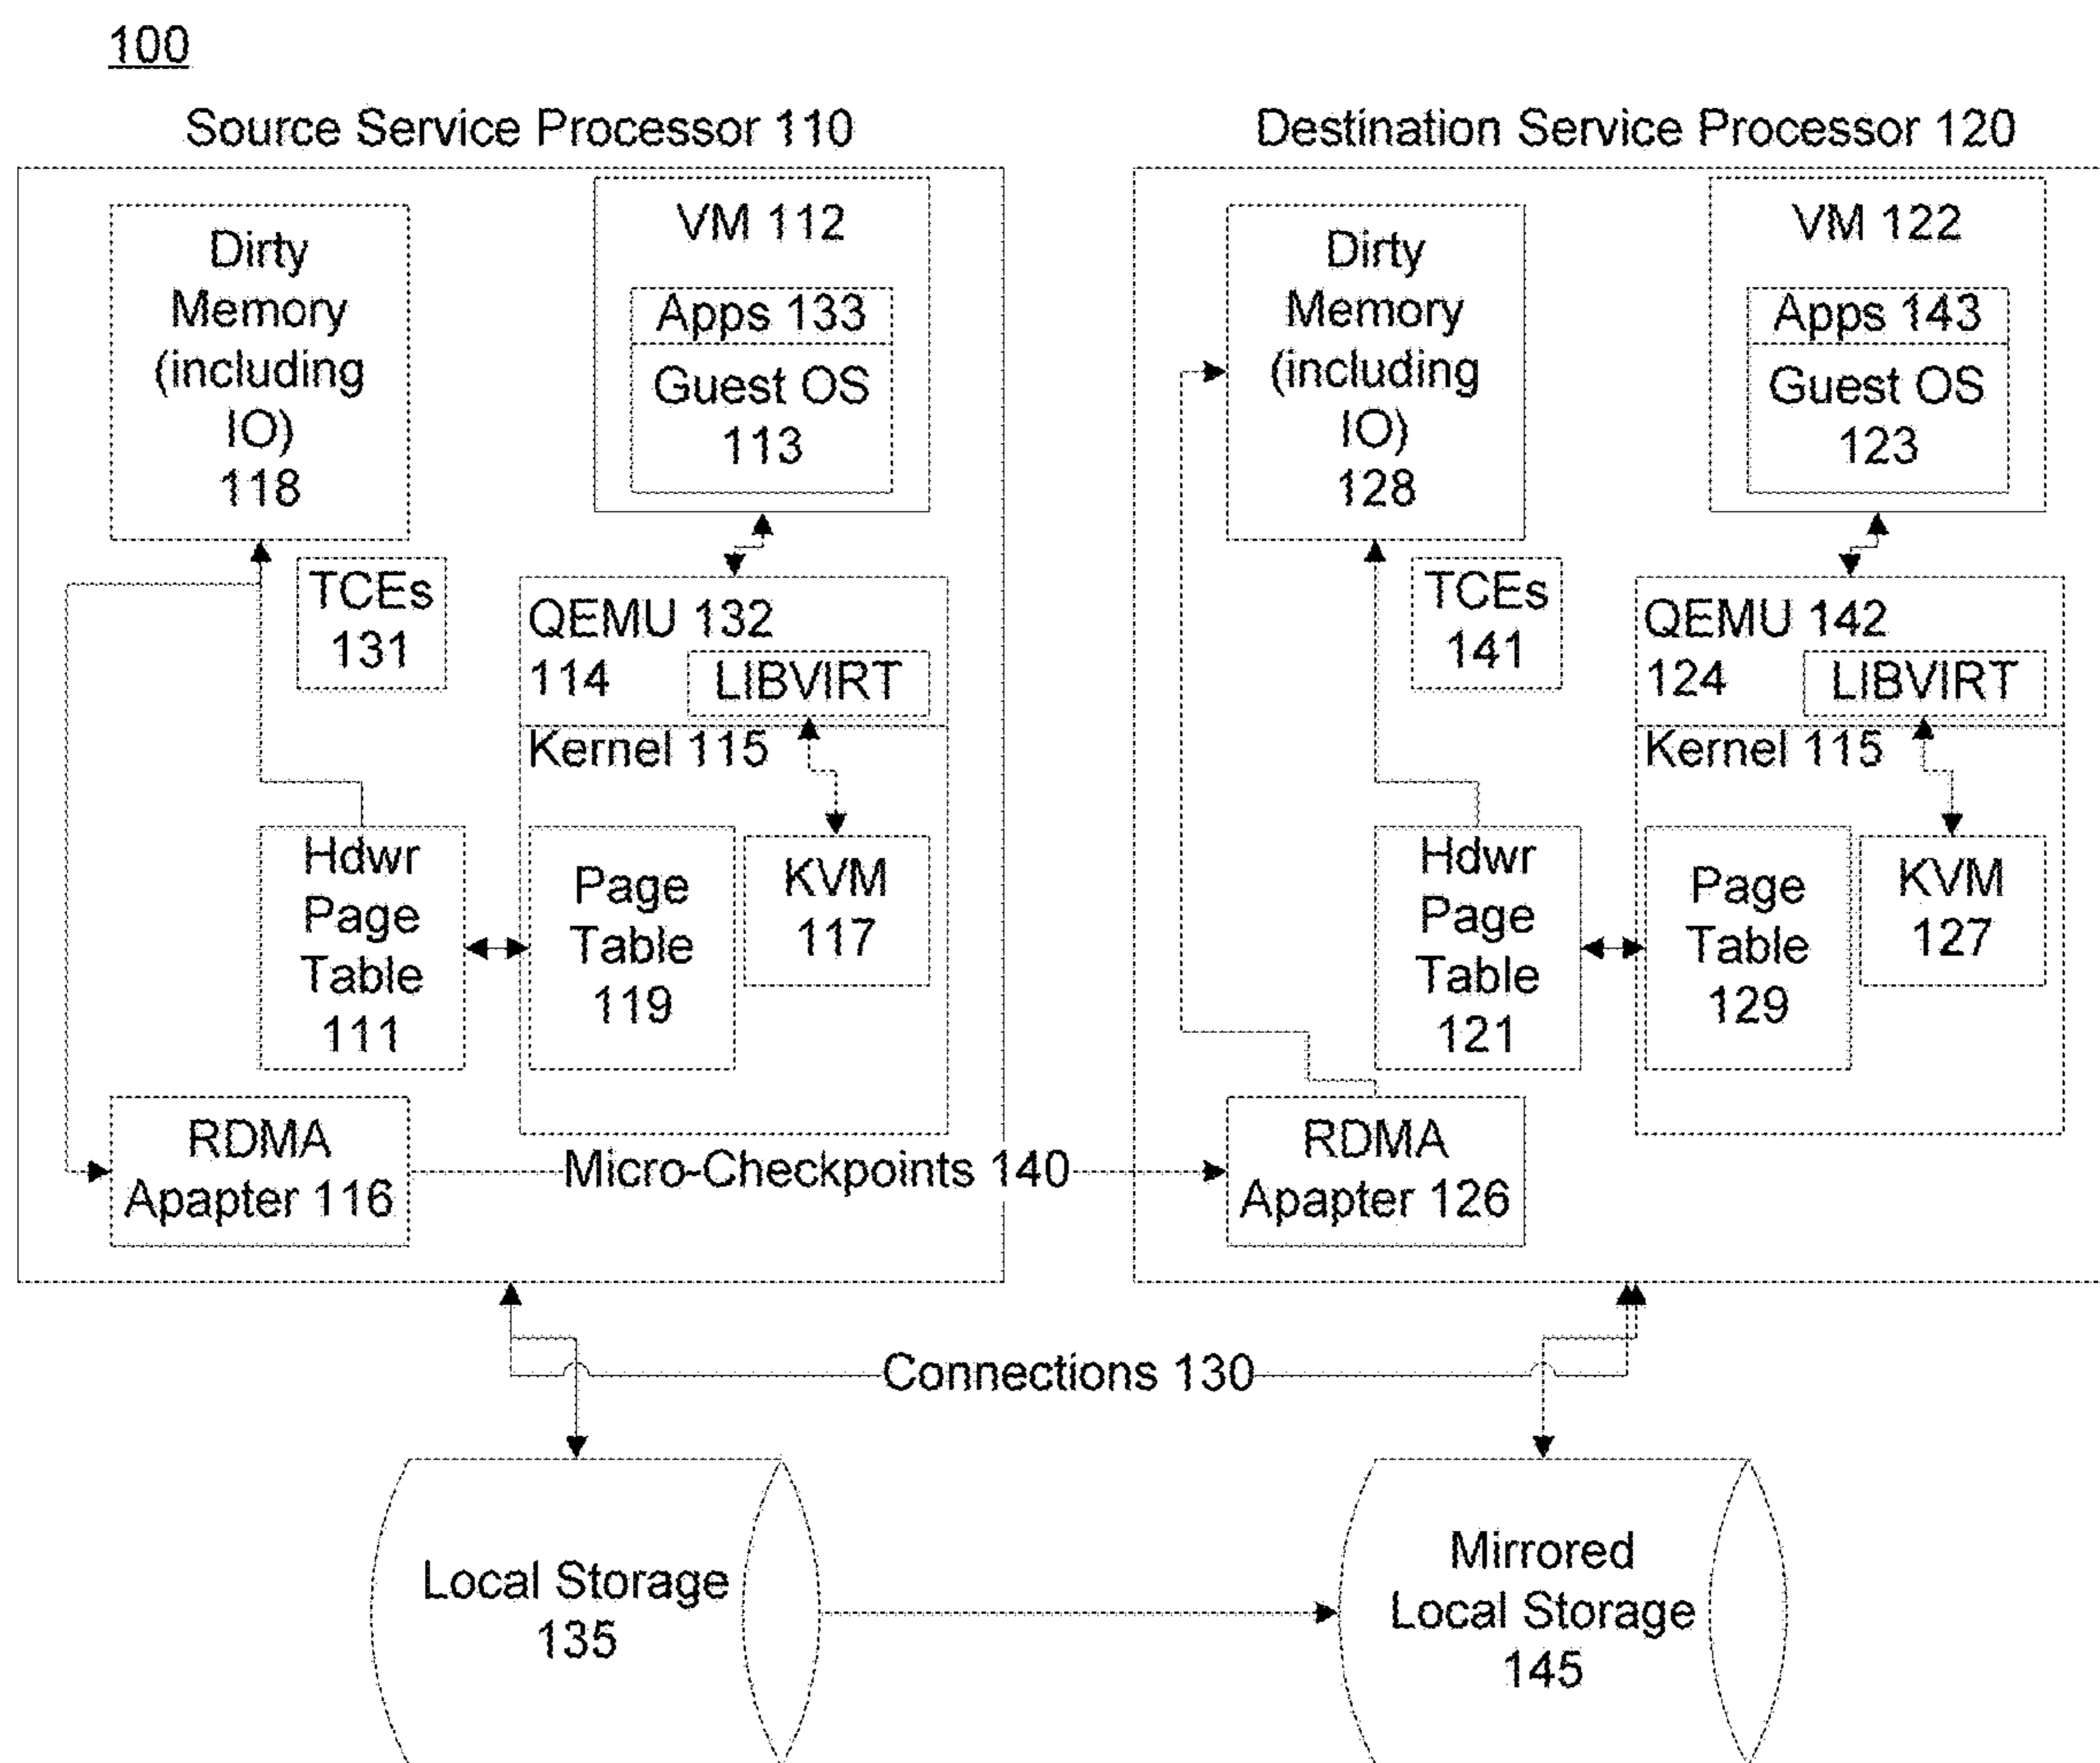 100
Source Service Processor 110
Dirty
Memory
(including
IO)
118
VM 112
Apps 133
Guest OS
113
TCEs
131
QEMU 132
114
LIBVIRT
Kernel 115
Hdwr
Page
Table
111
Page
Table
119
KVM
117
RDMA
Apapter 116
Micro-Checkpoints 140
Destination Service Processor 120
Dirty
Memory
(including
IO)
128
VM 122
Apps 143
Guest OS
123
TCEs
141
QEMU 142
124
LIBVIRT
Kernel 115
Hdwr
Page
Table
121
Page
Table
129
KVM
127
RDMA
Apapter 126
Connections 130
Local Storage
135
Mirrored
Local Storage
145